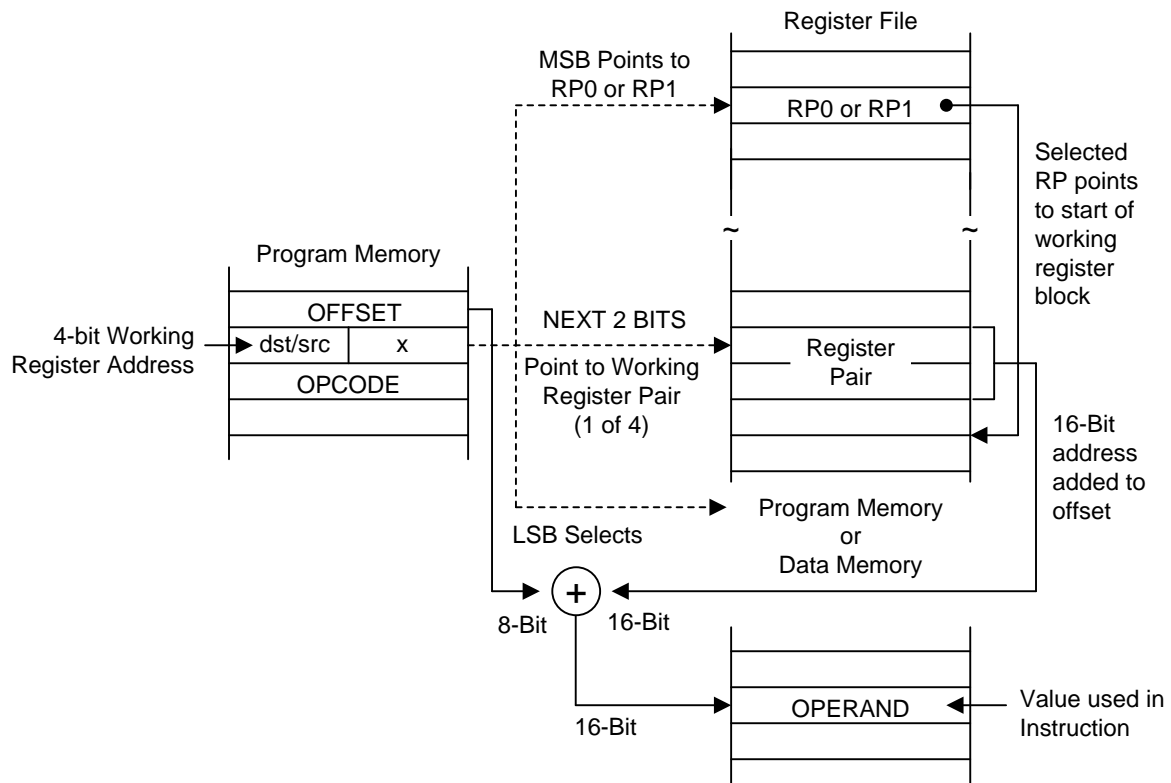 Register File
MSB Points to
RP0 or RP1
RP0 or RP1
Selected
RP points
to start of
working
register
block
~
~
Program Memory
OFFSET
4-bit Working
Register Address
dst/src
x
OPCODE
NEXT 2 BITS
Point to Working
Register Pair
(1 of 4)
Register
Pair
16-Bit
address
added to
offset
LSB Selects
Program Memory
or
Data Memory
+
8-Bit
16-Bit
16-Bit
OPERAND
Value used in
Instruction